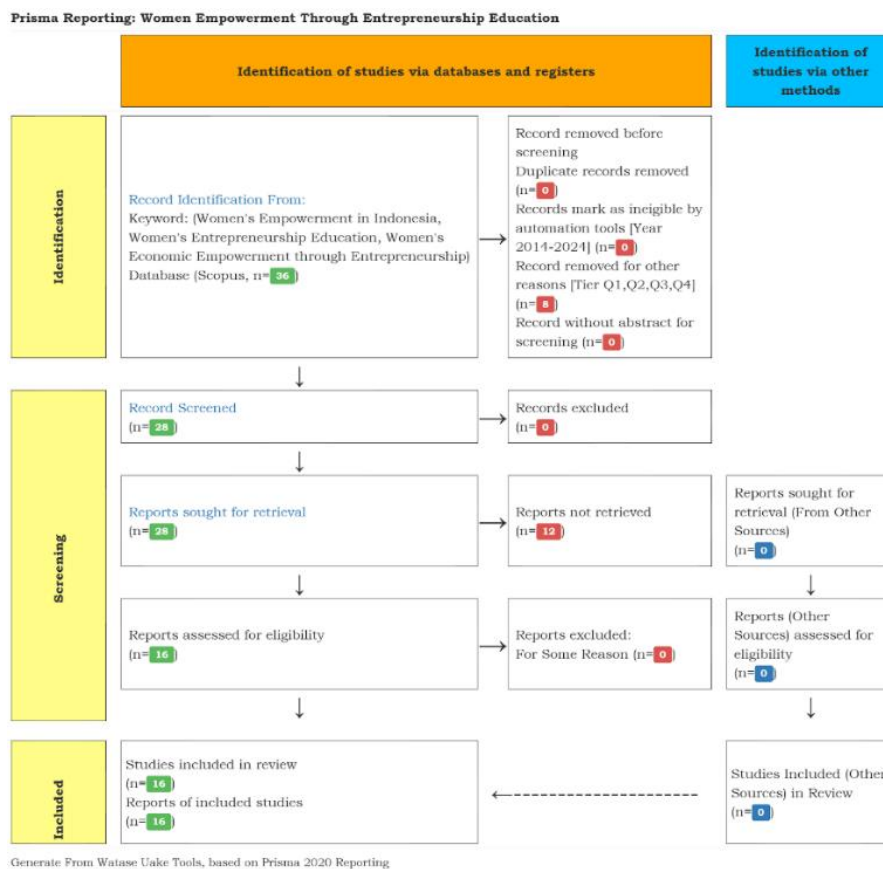 Prisma Reporting: Women Empowerment Through Entrepreneurship Education
Identification of studies via databases and registers
Identification of
studies via other
methods
Identification
Record Identification From:
Keyword: (Women's Empowerment in Indonesia,
Women's Entrepreneurship Education, Women's
Economic Empowerment through Entrepreneurship)
Database (Scopus, n=36)
Record removed before
screening
Duplicate records removed
(n=0)
Records mark as ineigible by
automation tools [Year
2014-2024] (n=0)
Record removed for other
reasons [Tier Q1,Q2,Q3,Q4]
(n=8)
Record without abstract for
screening (n=0)
Screening
Record Screened
(n=28)
Records excluded
(n=0)
Reports sought for retrieval
(n=28)
Reports not retrieved
(n=12)
Reports sought for
retrieval (From Other
Sources)
(n=0)
Reports assessed for eligibility
(n=16)
Reports excluded:
For Some Reason (n=0)
Reports (Other
Sources) assessed for
eligibility
(n=0)
Included
Studies included in review
(n=16)
Reports of included studies
(n=16)
Studies Included (Other
Sources) in Review
(n=0)
Generate From Watase Uake Tools, based on Prisma 2020 Reporting